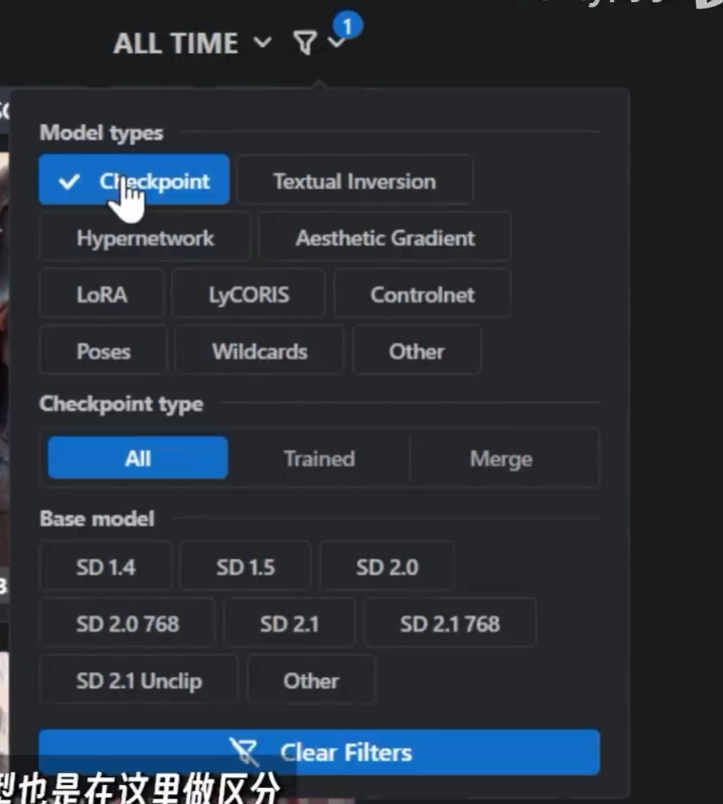 ALL TIME
1
Model types
Checkpoint
Textual Inversion
Hypernetwork
Aesthetic Gradient
LoRA
LyCORIS
Controlnet
Poses
Wildcards
Other
Checkpoint type
All
Trained
Merge
Base model
SD 1.4
SD 1.5
SD 2.0
SD 2.0 768
SD 2.1
SD 2.1 768
SD 2.1 Unclip
Other
Clear Filters
型也是在这里做区分